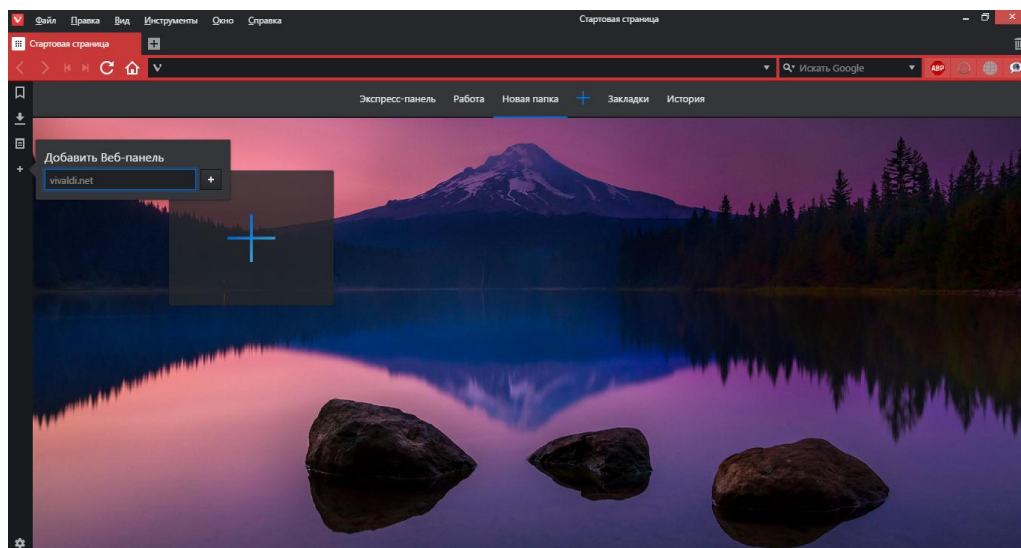 Файл Правка Вид Инструменты Окно Справка Стартовая страница
Стартовая страница
Искать Google ABP
Экспресс-панель Работа Новая папка Закладки История
Добавить Веб-панель
vivaldi.net